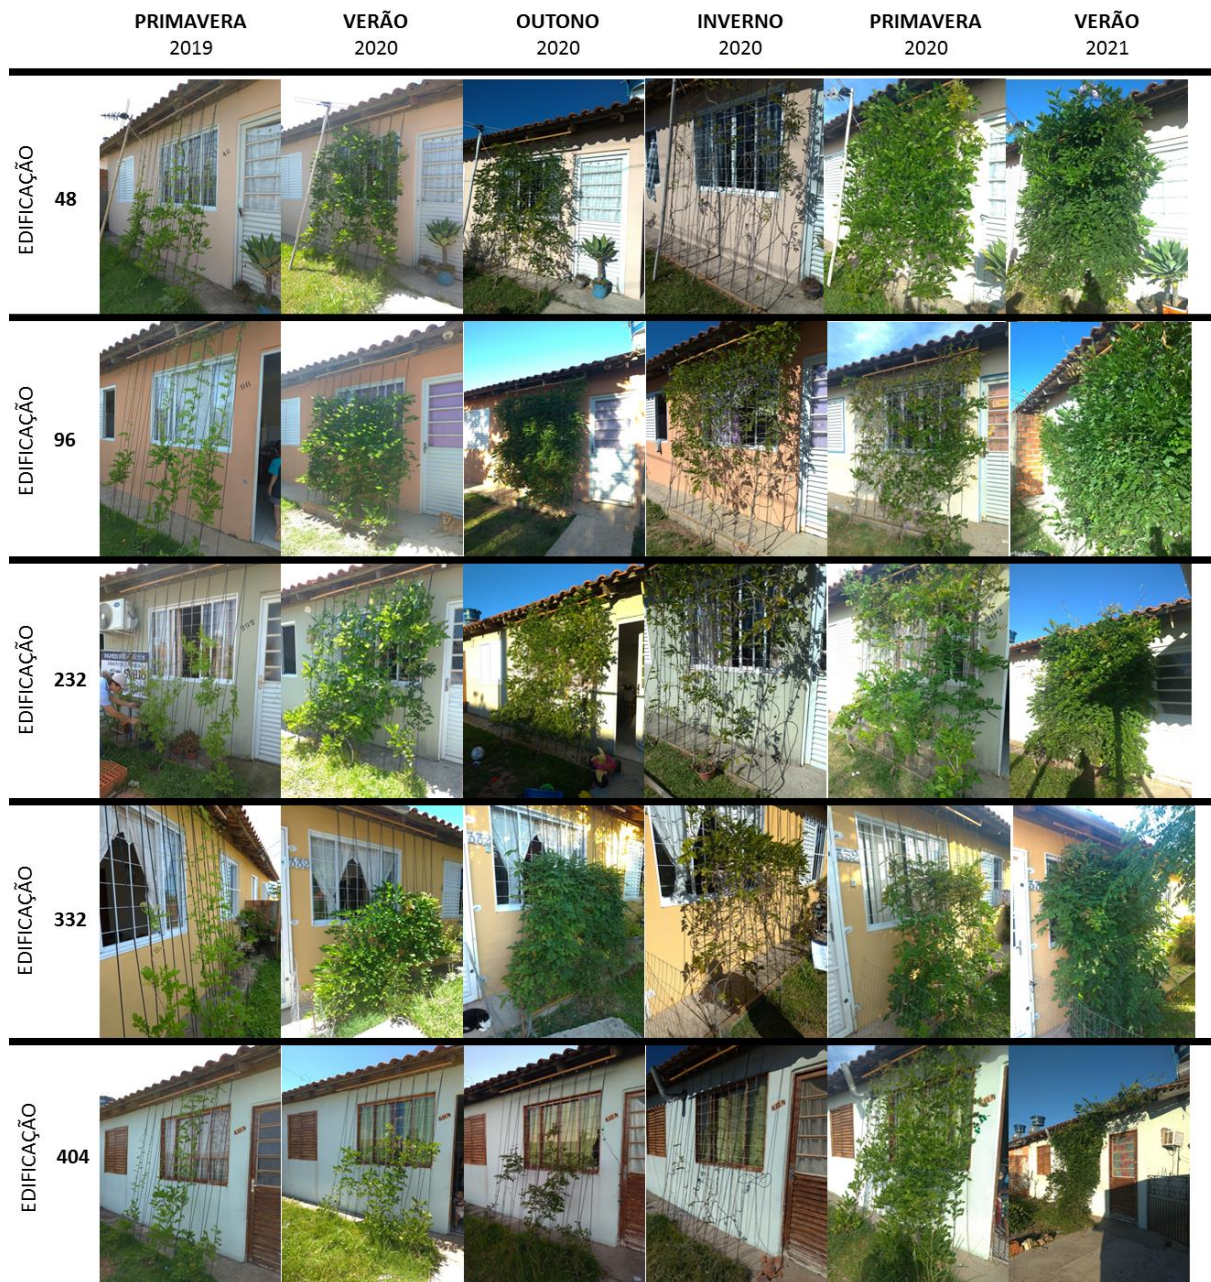 PRIMAVERA VERÃO OUTONO INVERNO PRIMAVERA VERÃO
2019 2020 2020 2020 2020 2021
EDIFICAÇÃO
48
EDIFICAÇÃO
96
EDIFICAÇÃO
232
EDIFICAÇÃO
332
EDIFICAÇÃO
404